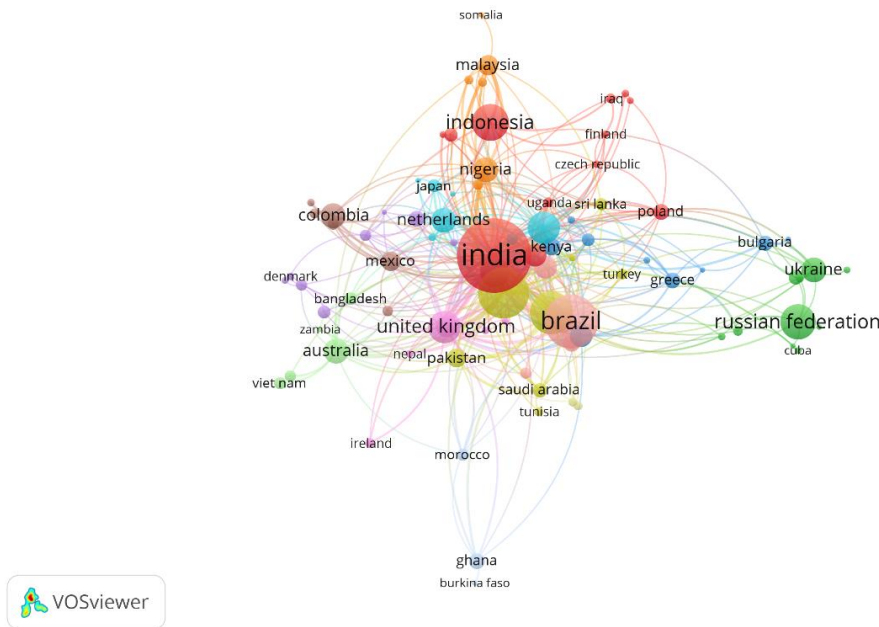 somalia
malaysia
iraq
indonesia
finland
czech republic
nigeria
japan
uganda
sri lanka
poland
colombia
netherlands
kenya
bulgaria
india
mexico
ukraine
denmark
turkey
greece
bangladesh
brazil
russian federation
united kingdom
zambia
australia
nepal
pakistan
cuba
viet nam
saudi arabia
tunisia
ireland
morocco
ghana
burkina faso
VOSviewer